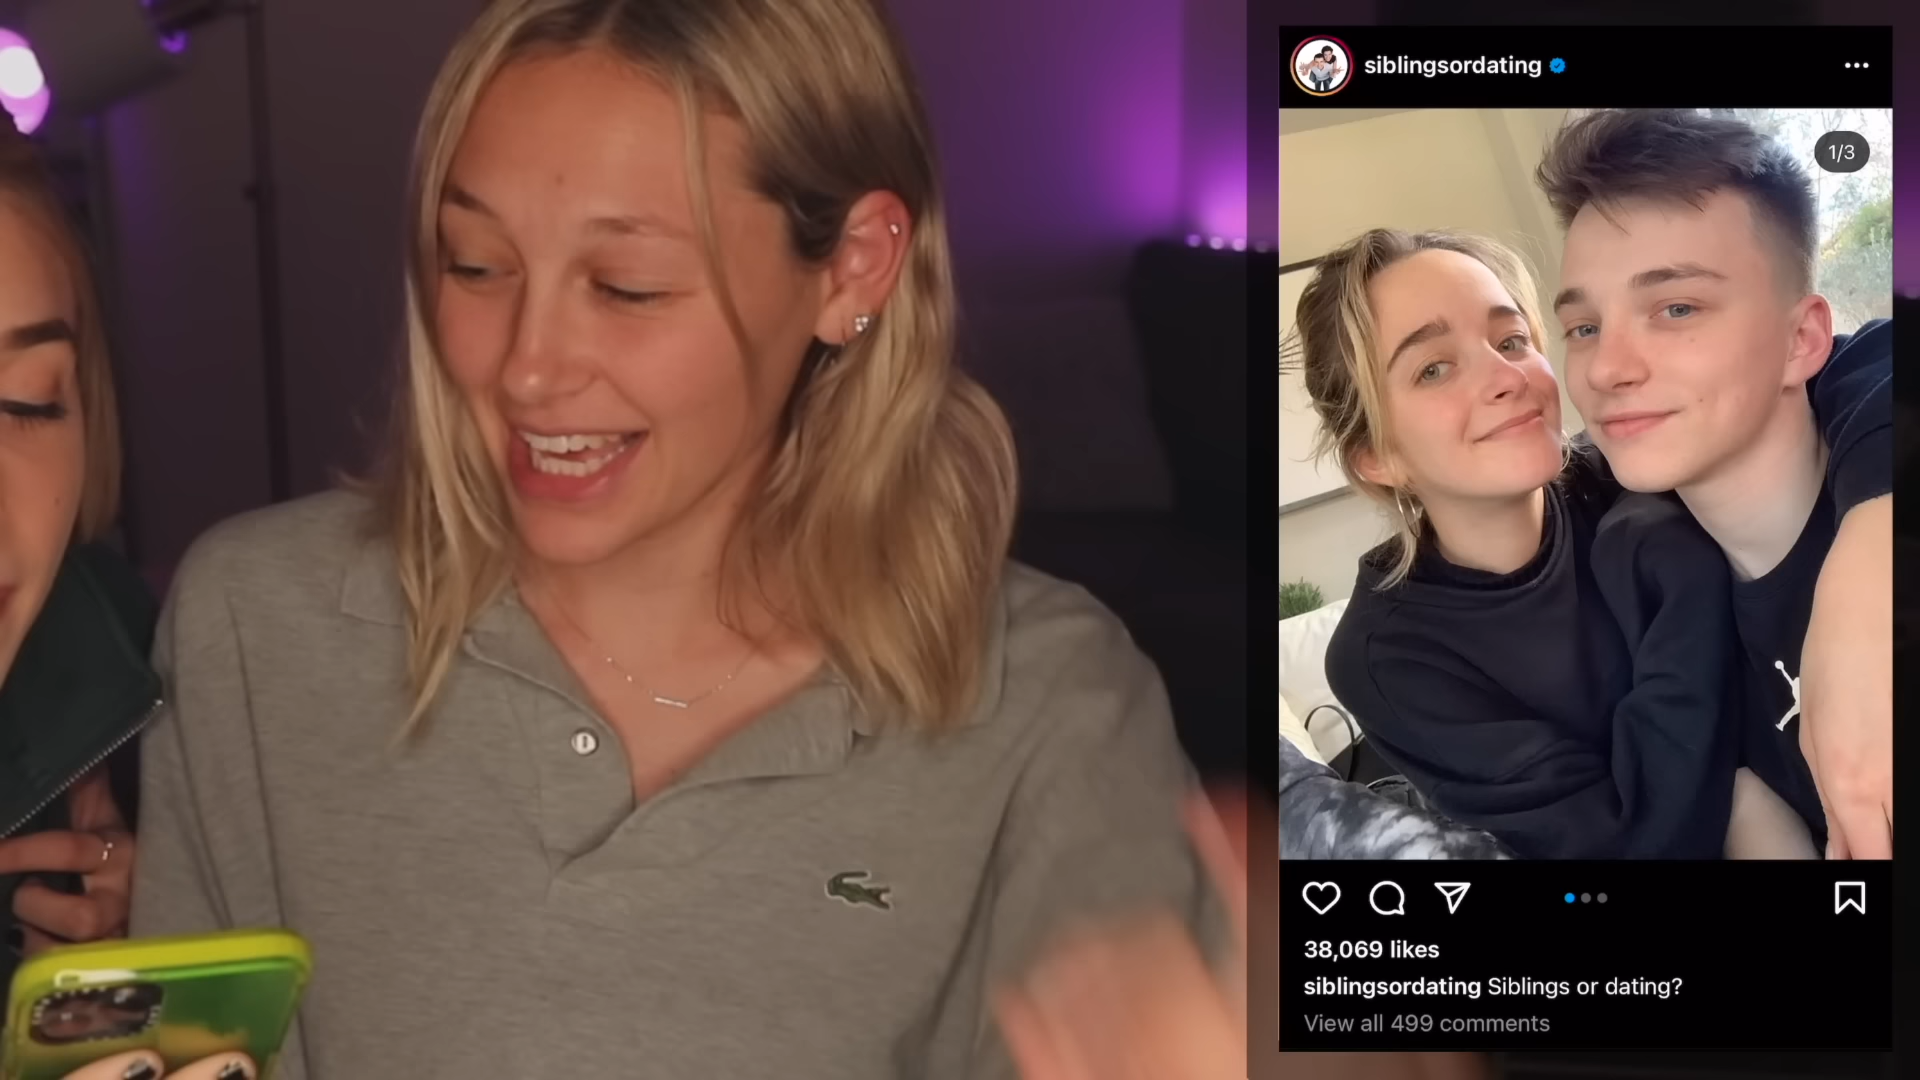 siblingsordating
1/3
38,069 likes
siblingsordating Siblings or dating?
View all 499 comments